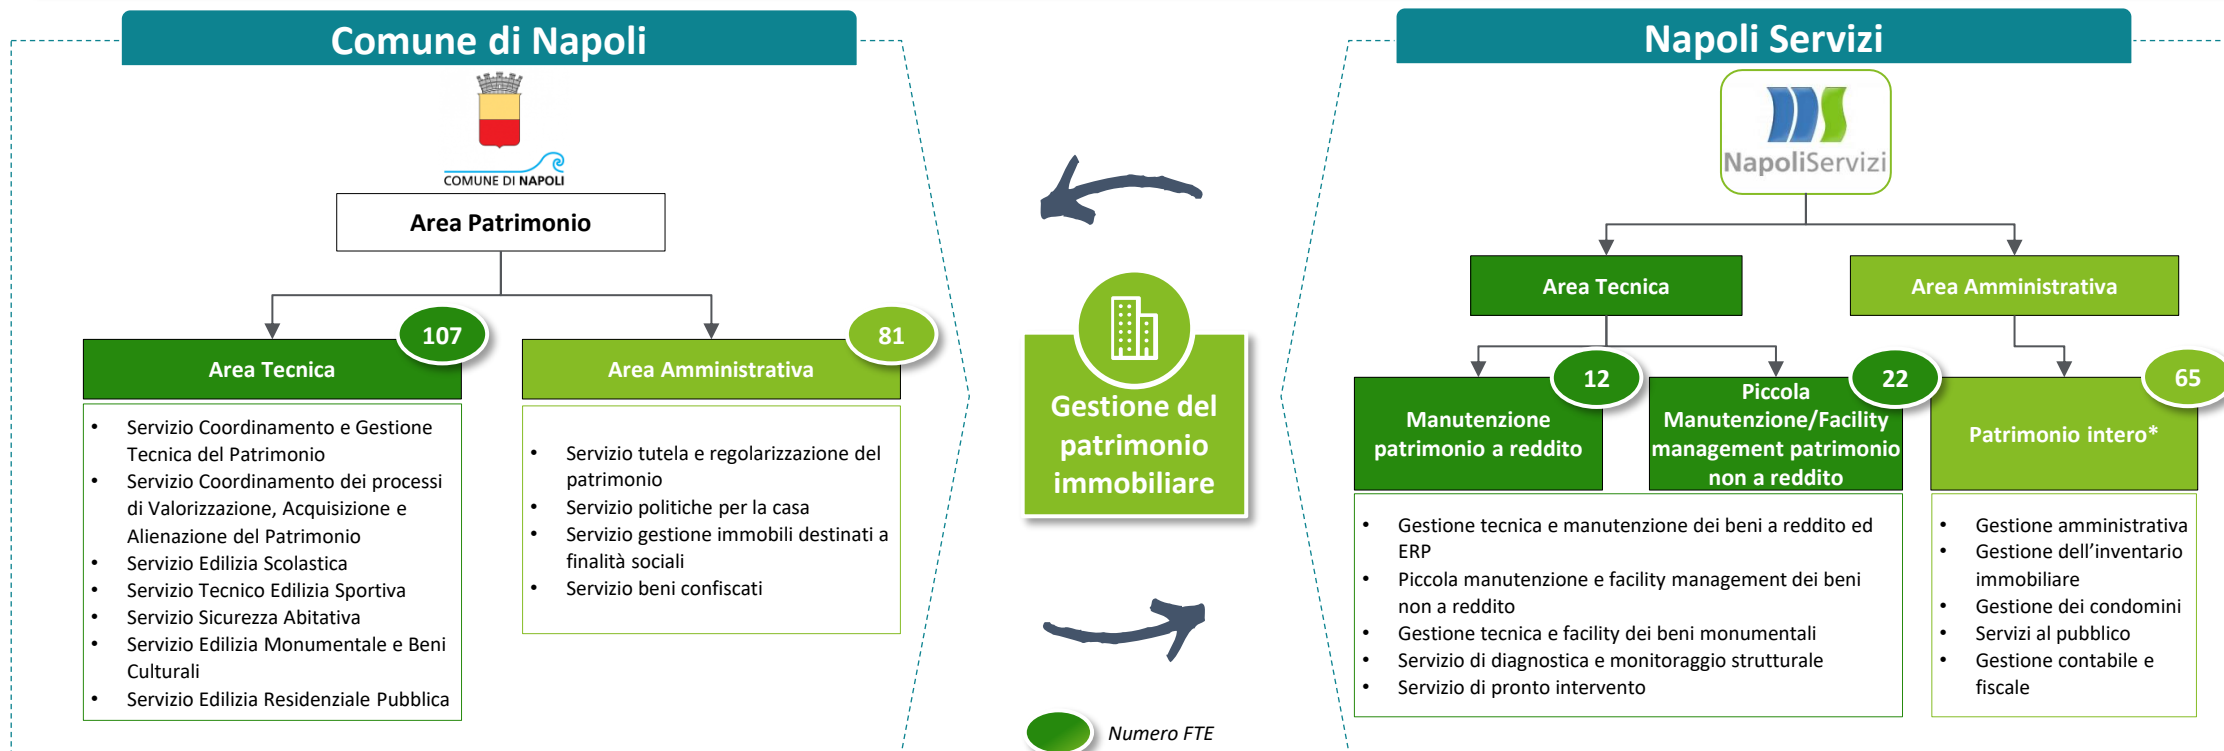 Comune di Napoli
COMUNE DI NAPOLI
Area Patrimonio
107
Area Tecnica
• Servizio Coordinamento e Gestione
Tecnica del Patrimonio
• Servizio Coordinamento dei processi
di Valorizzazione, Acquisizione e
Alienazione del Patrimonio
• Servizio Edilizia Scolastica
• Servizio Tecnico Edilizia Sportiva
• Servizio Sicurezza Abitativa
• Servizio Edilizia Monumentale e Beni
Culturali
• Servizio Edilizia Residenziale Pubblica
81
Area Amministrativa
• Servizio tutela e regolarizzazione del
patrimonio
• Servizio politiche per la casa
• Servizio gestione immobili destinati a
finalità sociali
• Servizio beni confiscati
Gestione del
patrimonio
immobiliare
Numero FTE
Napoli Servizi
NapoliServizi
Area Tecnica
Area Amministrativa
12
Manutenzione
patrimonio a reddito
22
Piccola
Manutenzione/Facility
management patrimonio
non a reddito
65
Patrimonio intero*
• Gestione tecnica e manutenzione dei beni a reddito ed
ERP
• Piccola manutenzione e facility management dei beni
non a reddito
• Gestione tecnica e facility dei beni monumentali
• Servizio di diagnostica e monitoraggio strutturale
• Servizio di pronto intervento
• Gestione amministrativa
• Gestione dell'inventario
immobiliare
• Gestione dei condomini
• Servizi al pubblico
• Gestione contabile e
fiscale